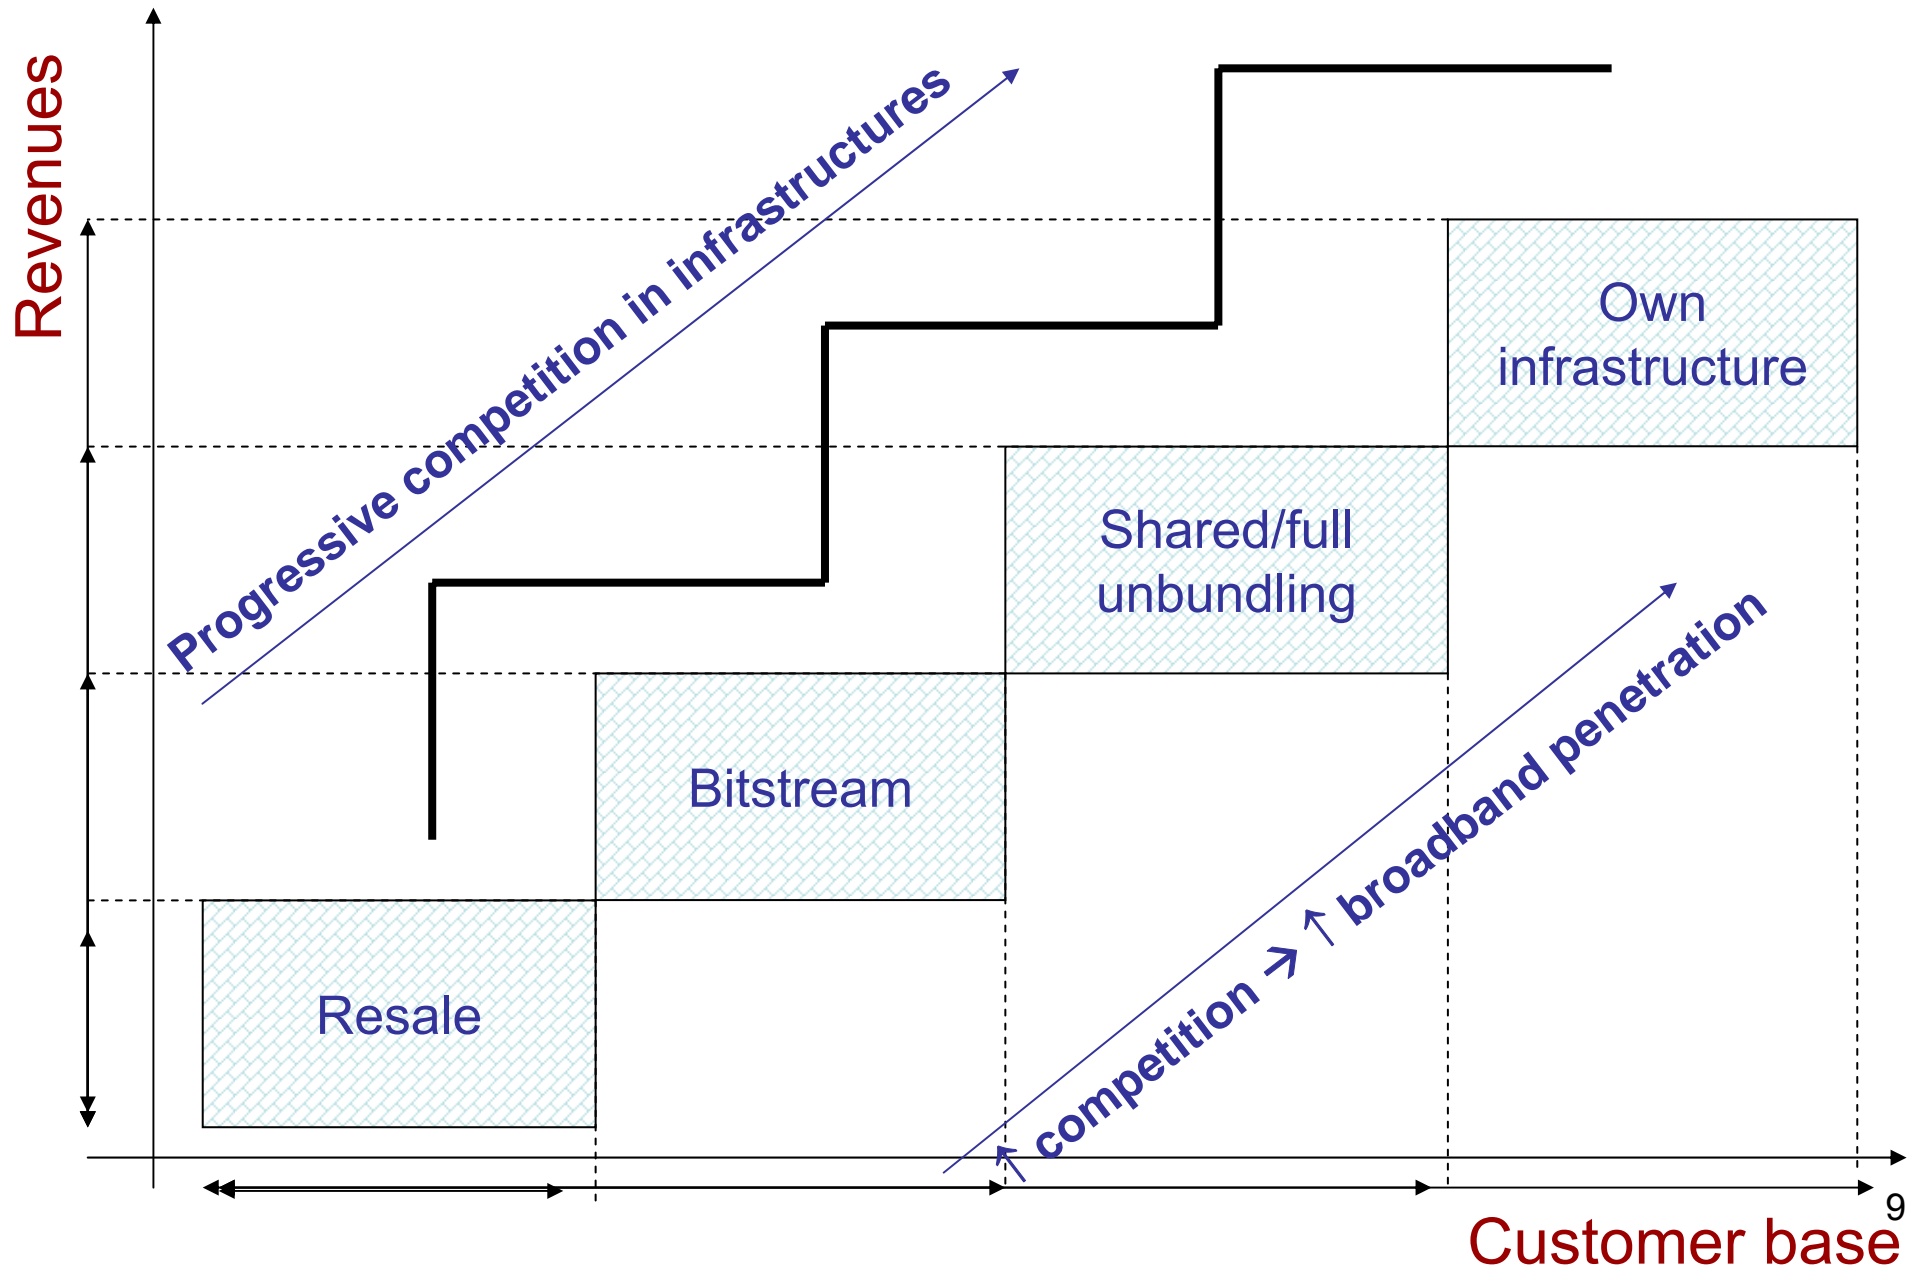 Revenues
Progressive competition in infrastructures
Own
infrastructure
Shared/full
unbundling
Bitstream
Resale
↑ competition → ↑ broadband penetration
Customer base
9